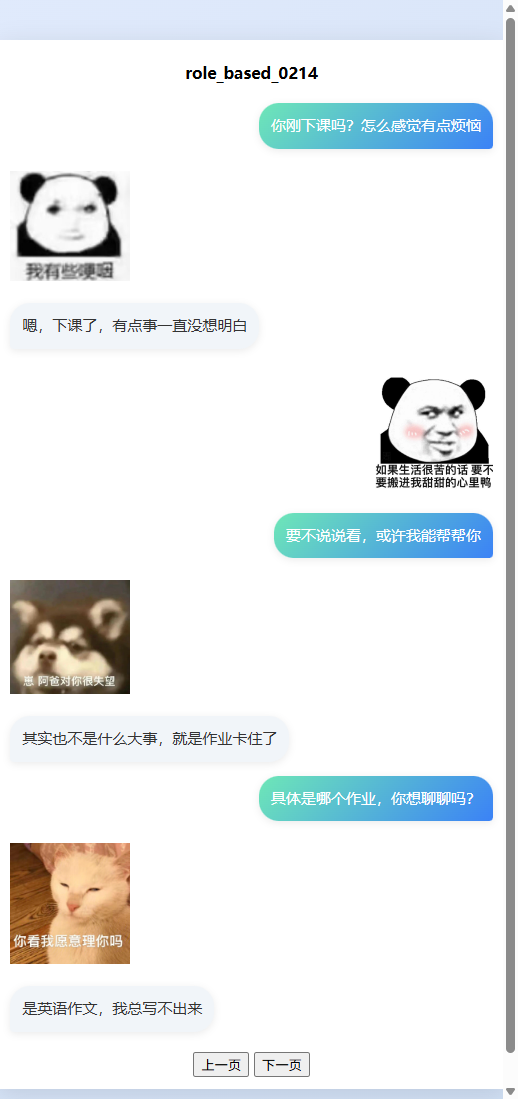 role_based_0214
你刚下课吗？怎么感觉有点烦恼
我有些哽咽
嗯，下课了，有点事一直没想明白
如果生活很苦的话 要不
要搬进我甜甜的心里鸭
要不说说看，或许我能帮帮你
崽 阿爸对你很失望
其实也不是什么大事，就是作业卡住了
具体是哪个作业，你想聊聊吗？
你看我愿意理你吗
是英语作文，我总写不出来
上一页 下一页